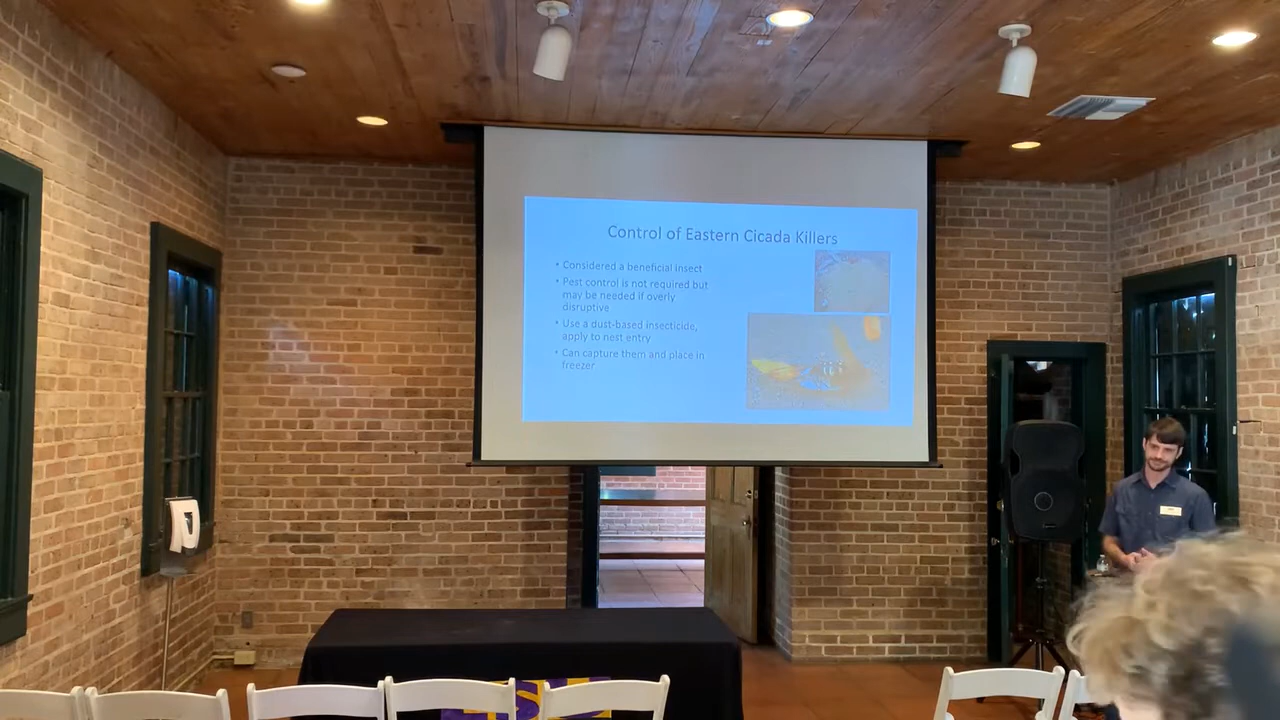 Control of Eastern Cicada Killers
• Considered a beneficial insect
• Pest control is not required but
may be needed if overly
disruptive
• Use a dust-based insecticide,
apply to nest entry
• Can capture them and place in
freezer